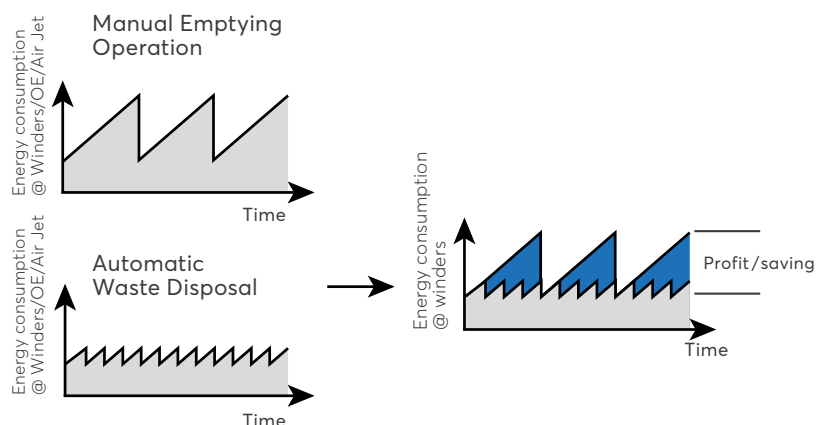 Manual Emptying
Operation
Energy consumption
@ Winders/OE/Air Jet
Time
Automatic
Waste Disposal
Energy consumption
@ Winders/OE/Air Jet
Time
Energy consumption
@ winders
Profit/saving
Time